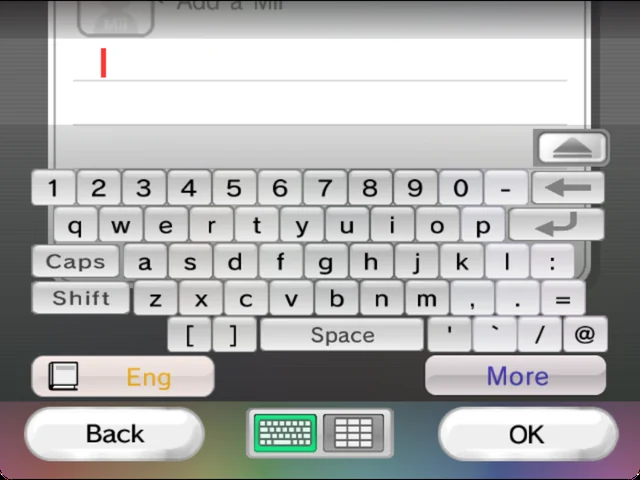 Add a Mii
1 2 3 4 5 6 7 8 9 0 -
q w e r t y u i o p
Caps a s d f g h j k l :
Shift z x c v b n m , . =
[ ] Space ' ` / @
Eng More
Back OK